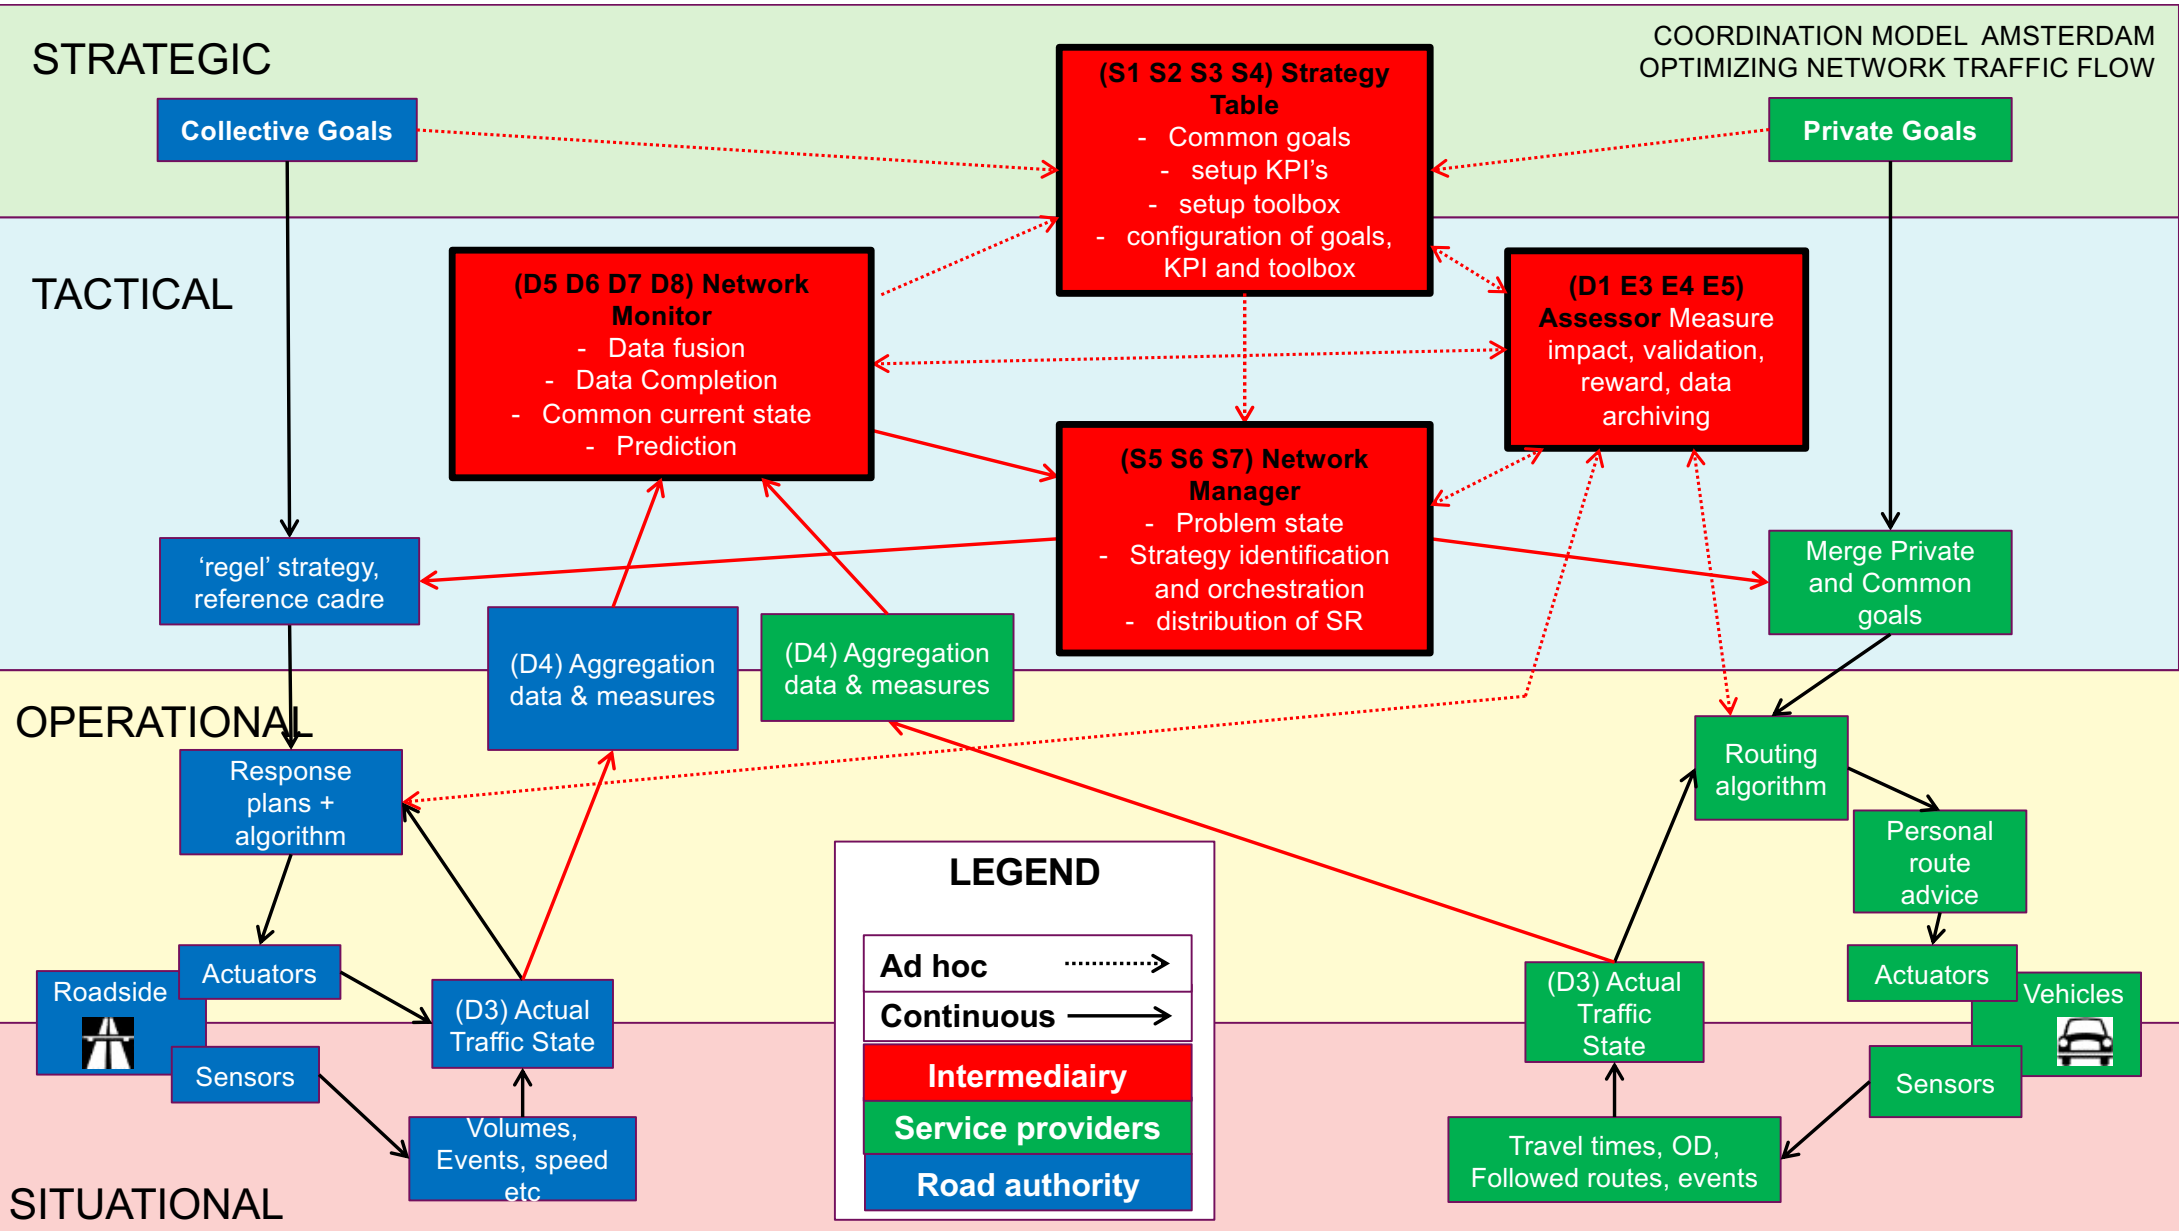 STRATEGIC
COORDINATION MODEL AMSTERDAM
OPTIMIZING NETWORK TRAFFIC FLOW
Collective Goals
(S1 S2 S3 S4) Strategy
Table
- Common goals
- setup KPI's
- setup toolbox
- configuration of goals,
KPI and toolbox
Private Goals
TACTICAL
(D5 D6 D7 D8) Network
Monitor
- Data fusion
- Data Completion
- Common current state
- Prediction
(D1 E3 E4 E5)
Assessor Measure
impact, validation,
reward, data
archiving
(S5 S6 S7) Network
Manager
- Problem state
- Strategy identification
and orchestration
- distribution of SR
'regel' strategy,
reference cadre
Merge Private
and Common
goals
(D4) Aggregation
data & measures
(D4) Aggregation
data & measures
OPERATIONAL
Response
plans +
algorithm
Routing
algorithm
Personal
route
advice
LEGEND
Ad hoc
Continuous
Intermediairy
Service providers
Road authority
Actuators
Roadside
(D3) Actual
Traffic State
Sensors
Volumes,
Events, speed
etc
(D3) Actual
Traffic
State
Actuators
Vehicles
Sensors
Travel times, OD,
Followed routes, events
SITUATIONAL